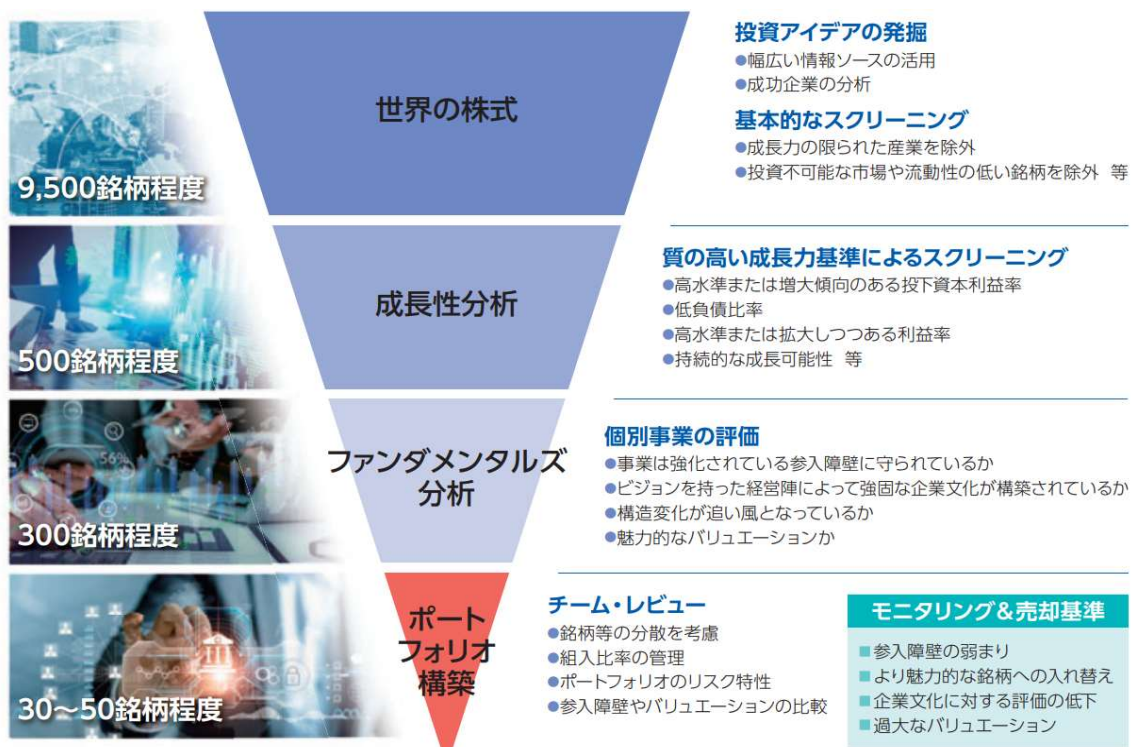 9,500銘柄程度
世界の株式
投資アイデアの発掘
●幅広い情報ソースの活用
●成功企業の分析
基本的なスクリーニング
●成長力の限られた産業を除外
●投資不可能な市場や流動性の低い銘柄を除外 等
500銘柄程度
成長性分析
質の高い成長力基準によるスクリーニング
●高水準または増大傾向のある投下資本利益率
●低負債比率
●高水準または拡大しつつある利益率
●持続的な成長可能性 等
56%
300銘柄程度
ファンダメンタルズ
分析
個別事業の評価
●事業は強化されている参入障壁に守られているか
●ビジョンを持った経営陣によって強固な企業文化が構築されているか
●構造変化が追い風となっているか
●魅力的なバリュエーションか
30～50銘柄程度
ポート
フォリオ
構築
チーム・レビュー
●銘柄等の分散を考慮
●組入比率の管理
●ポートフォリオのリスク特性
●参入障壁やバリュエーションの比較
モニタリング&売却基準
■参入障壁の弱まり
■より魅力的な銘柄への入れ替え
■企業文化に対する評価の低下
■過大なバリュエーション